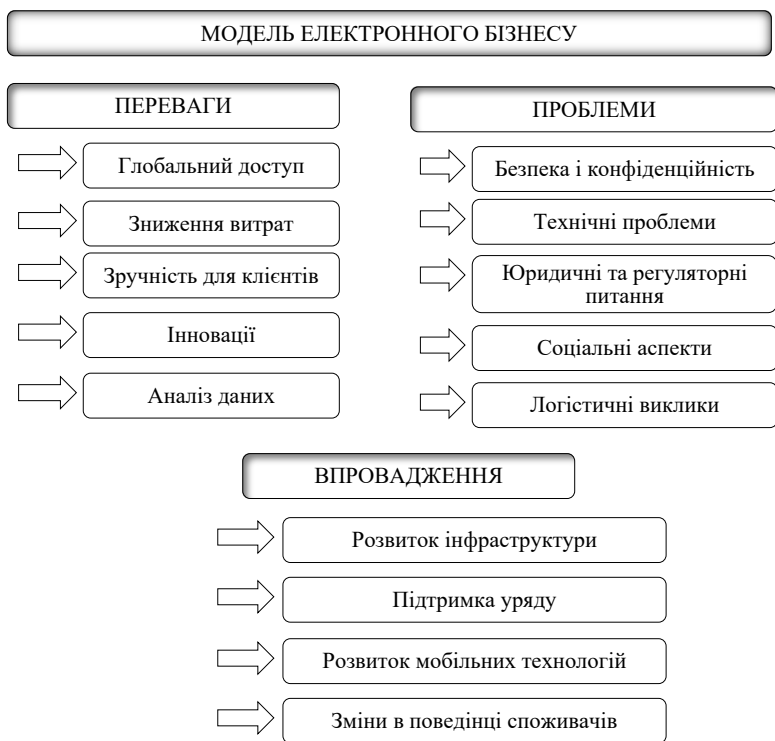 МОДЕЛЬ ЕЛЕКТРОННОГО БІЗНЕСУ
ПЕРЕВАГИ
Глобальний доступ
Зниження витрат
Зручність для клієнтів
Інновації
Аналіз даних
ПРОБЛЕМИ
Безпека і конфіденційність
Технічні проблеми
Юридичні та регуляторні
питання
Соціальні аспекти
Логістичні виклики
ВПРОВАДЖЕННЯ
Розвиток інфраструктури
Підтримка уряду
Розвиток мобільних технологій
Зміни в поведінці споживачів